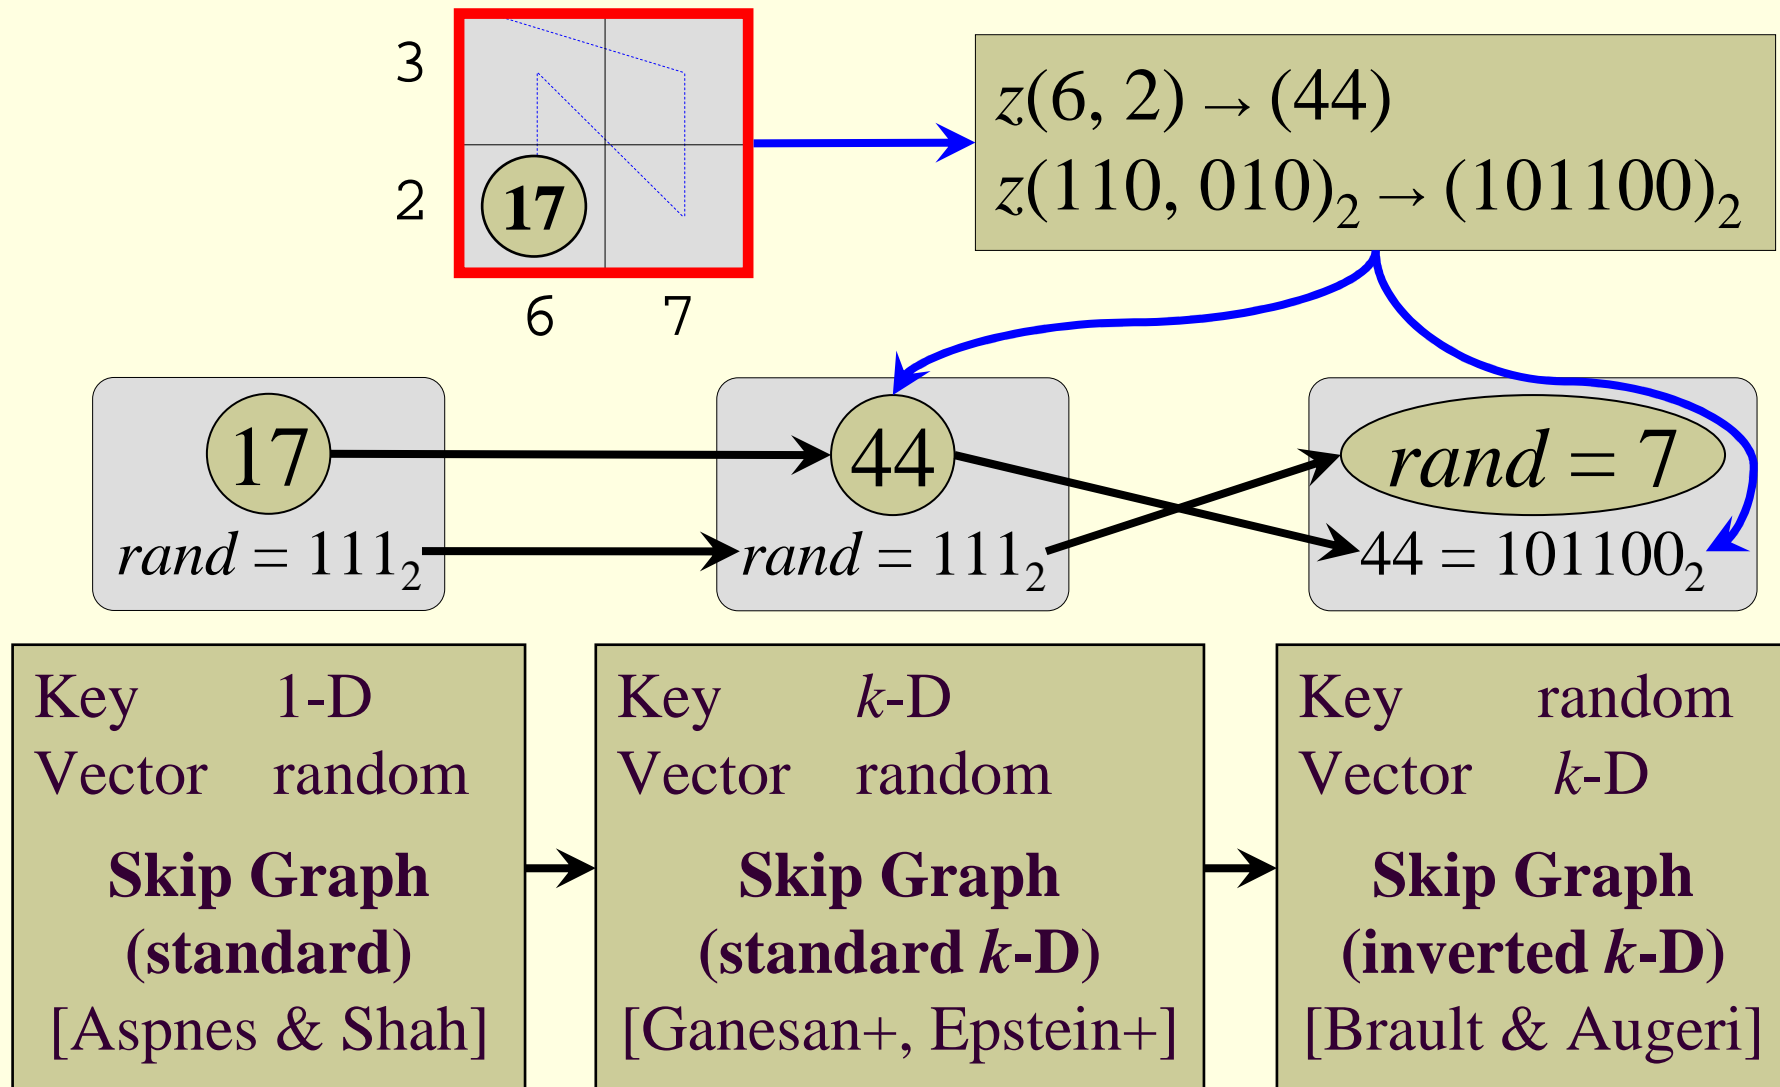 3
2
17
6 7
z(6, 2) → (44)
z(110, 010)₂ → (101100)₂
17
rand = 111₂
44
rand = 111₂
rand = 7
44 = 101100₂
Key 1-D
Vector random
Skip Graph
(standard)
[Aspnes & Shah]
Key k-D
Vector random
Skip Graph
(standard k-D)
[Ganesan+, Epstein+]
Key random
Vector k-D
Skip Graph
(inverted k-D)
[Brault & Augeri]